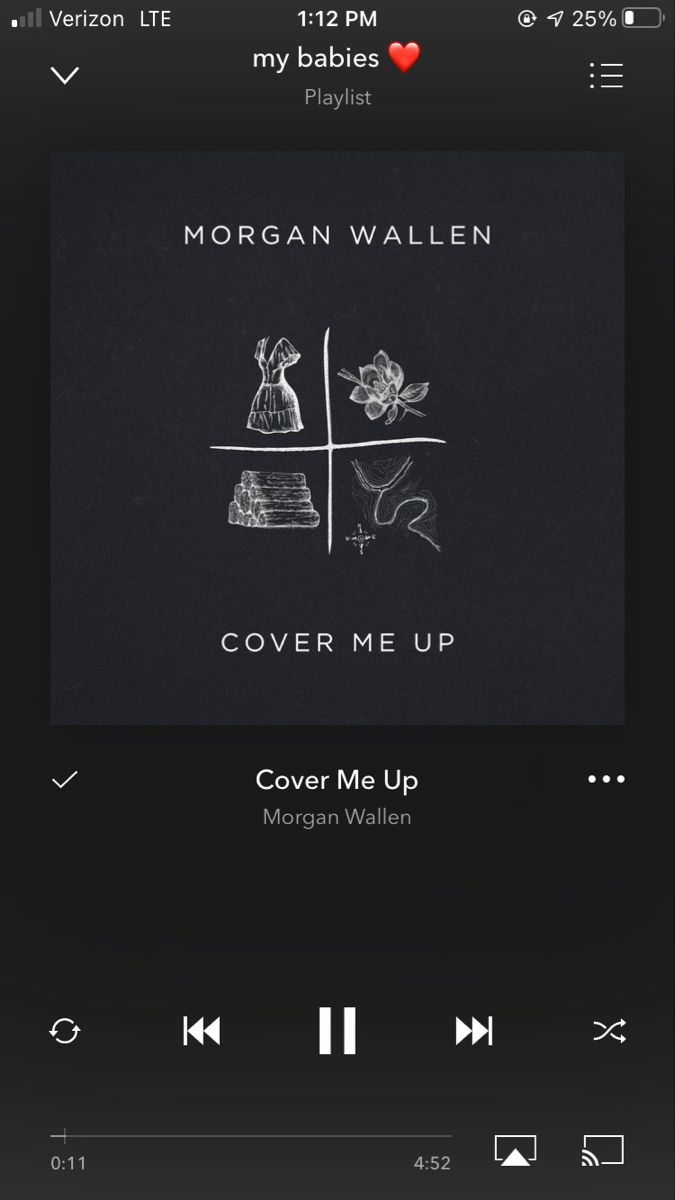 Verizon LTE 1:12 PM 25%
my babies ❤️
Playlist
MORGAN WALLEN
N
W E
S
COVER ME UP
Cover Me Up
Morgan Wallen
0:11 4:52